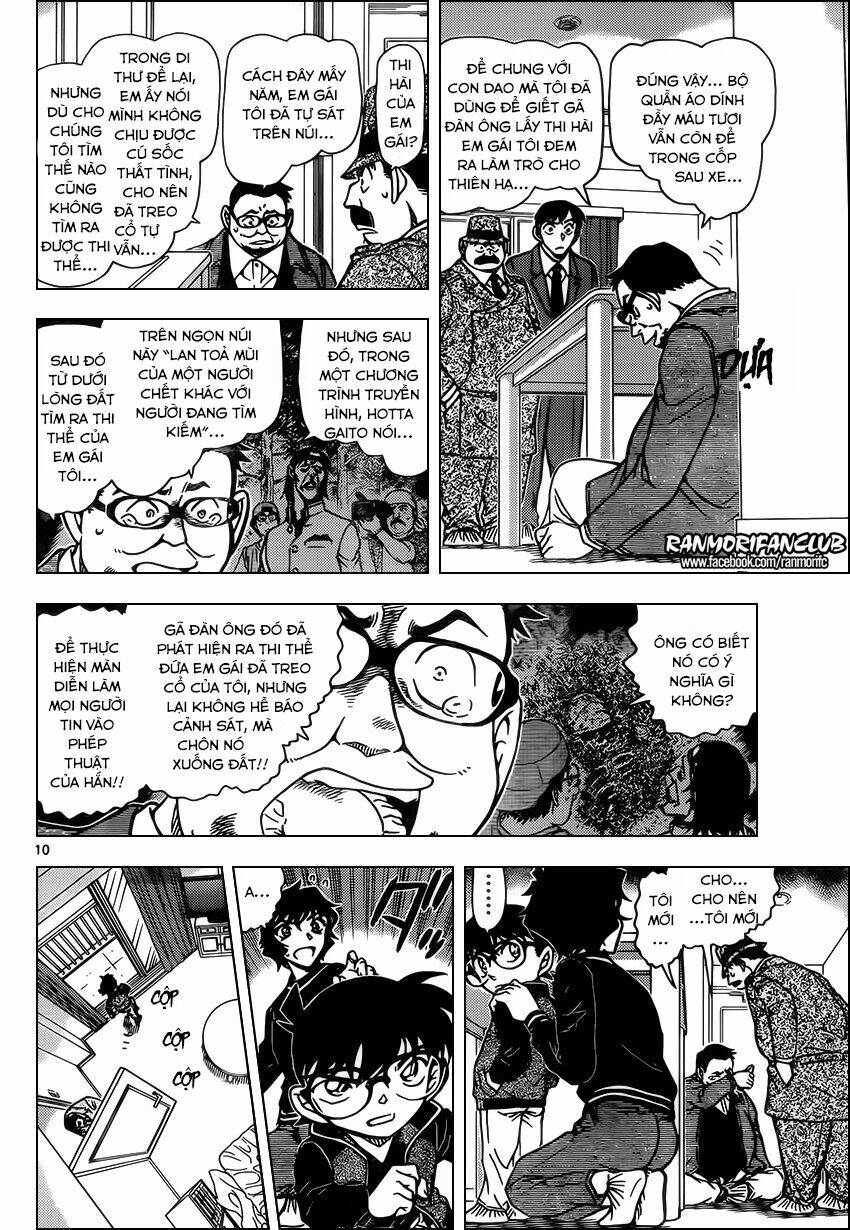 ĐÚNG VẬY... BỘ
QUẦN ÁO DÍNH
ĐẦY MÁU TƯƠI
VẪN CÒN ĐỂ
TRONG CỐP
SAU XE...
ĐỂ CHUNG VỚI
CON DAO MÀ TÔI ĐÃ
DÙNG ĐỂ GIẾT GÃ
ĐÀN ÔNG LẤY THI HÀI
EM GÁI TÔI ĐEM
RA LÀM TRÒ CHO
THIÊN HẠ...
DỰA
RANMORIFANCLUB
www.facebook.com/ranmorifc
THI
HÀI
CỦA
EM
GÁI?
CÁCH ĐÂY MẤY
NĂM, EM GÁI
TÔI ĐÃ TỰ SÁT
TRÊN NÚI...
TRONG DI
THƯ ĐỂ LẠI,
EM ẤY NÓI
MÌNH KHÔNG
CHỊU ĐƯỢC
CÚ SỐC
THẤT TÌNH,
CHO NÊN
ĐÃ TREO
CỔ TỰ
VẪN...
NHƯNG
DÙ CHO
CHÚNG
TÔI TÌM
THẾ NÀO
CŨNG
KHÔNG
TÌM RA
ĐƯỢC THI
THỂ...
NHƯNG SAU
ĐÓ, TRONG
MỘT CHƯƠNG
TRÌNH TRUYỀN
HÌNH, HOTTA
GAITO NÓI...
TRÊN NGỌN NÚI
NÀY "LAN TOẢ MÙI
CỦA MỘT NGƯỜI
CHẾT KHÁC VỚI
NGƯỜI ĐANG TÌM
KIẾM"...
SAU ĐÓ
TỪ DƯỚI
LÒNG ĐẤT
TÌM RA THI
THỂ CỦA
EM GÁI
TÔI...
ÔNG CÓ BIẾT
NÓ CÓ Ý
NGHĨA GÌ
KHÔNG?
GÃ ĐÀN ÔNG ĐÓ ĐÃ
PHÁT HIỆN RA THI THỂ
ĐỨA EM GÁI ĐÃ TREO
CỔ CỦA TÔI, NHƯNG
LẠI KHÔNG HỀ BÁO
CẢNH SÁT, MÀ
CHÔN NÓ
XUỐNG ĐẤT!!
ĐỂ THỰC
HIỆN MÀN
DIỄN LÀM
MỌI NGƯỜI
TIN VÀO
PHÉP
THUẬT
CỦA HẮN!!
10
CHO...
CHO NÊN
...TÔI MỚI
TÔI
MỚI
...
......
A...
ダッ
CỘP
CỘP
CỘP